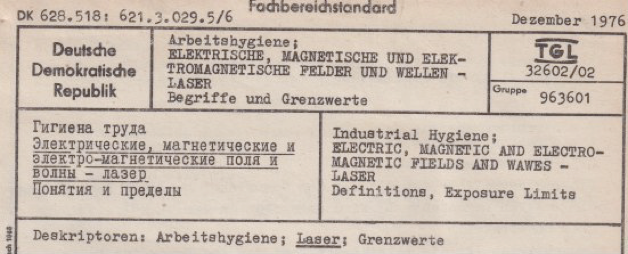 Fachbereichstandard
DK 628.518: 621.3.029.5/6
Dezember 1976
Deutsche
Demokratische
Republik
Arbeitshygiene;
ELEKTRISCHE, MAGNETISCHE UND ELEK-
TROMAGNETISCHE FELDER UND WELLEN -
LASER
Begriffe und Grenzwerte
TGL
32602/02
Gruppe 963601
Гигиена труда
Электрические, магнетические и
электро-магнетические поля и
волны - лазер
Понятия и пределы
Industrial Hygiene;
ELECTRIC, MAGNETIC AND ELECTRO-
MAGNETIC FIELDS AND WAWES -
LASER
Definitions, Exposure Limits
Deskriptoren: Arbeitshygiene; Laser; Grenzwerte